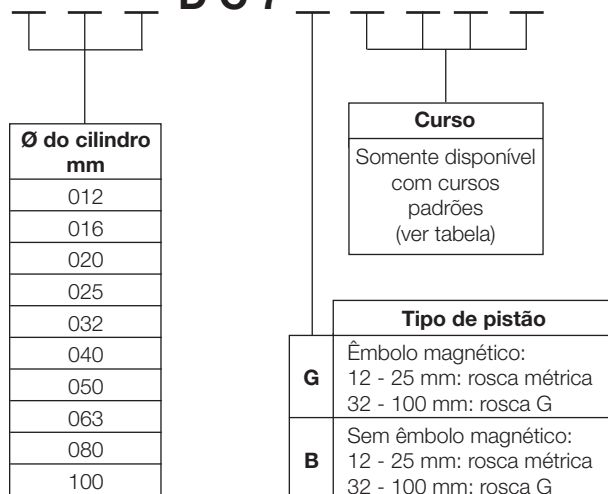 Ø do cilindro
mm
012
016
020
025
032
040
050
063
080
100
Curso
Somente disponível
com cursos
padrões
(ver tabela)
Tipo de pistão
G
Êmbolo magnético:
12 - 25 mm: rosca métrica
32 - 100 mm: rosca G
B
Sem êmbolo magnético:
12 - 25 mm: rosca métrica
32 - 100 mm: rosca G